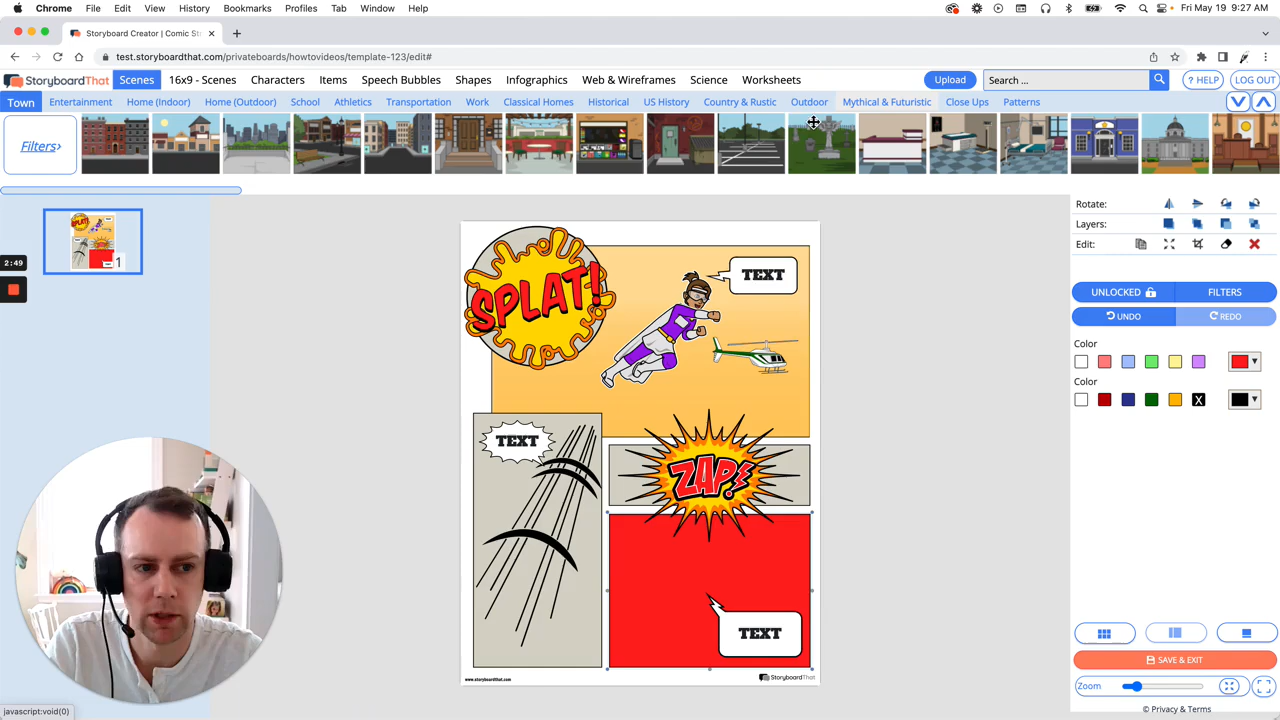 Chrome File Edit View History Bookmarks Profiles Tab Window Help Fri May 19 9:27 AM
Storyboard Creator | Comic St
test.storyboardthat.com/privateboards/howtovideos/template-123/edit#
StoryboardThat Scenes 16x9 - Scenes Characters Items Speech Bubbles Shapes Infographics Web & Wireframes Science Worksheets Upload Search ... HELP LOG OUT
Town Entertainment Home (Indoor) Home (Outdoor) School Athletics Transportation Work Classical Homes Historical US History Country & Rustic Outdoor Mythical & Futuristic Close Ups Patterns
Filters›
1
2:49
Rotate:
Layers:
Edit:
UNLOCKED FILTERS
UNDO REDO
Color
Color
X
SPLAT!
TEXT
TEXT
ZAP!
TEXT
www.storyboardthat.com
StoryboardThat
SAVE & EXIT
Zoom
© Privacy & Terms
javascript:void(0)